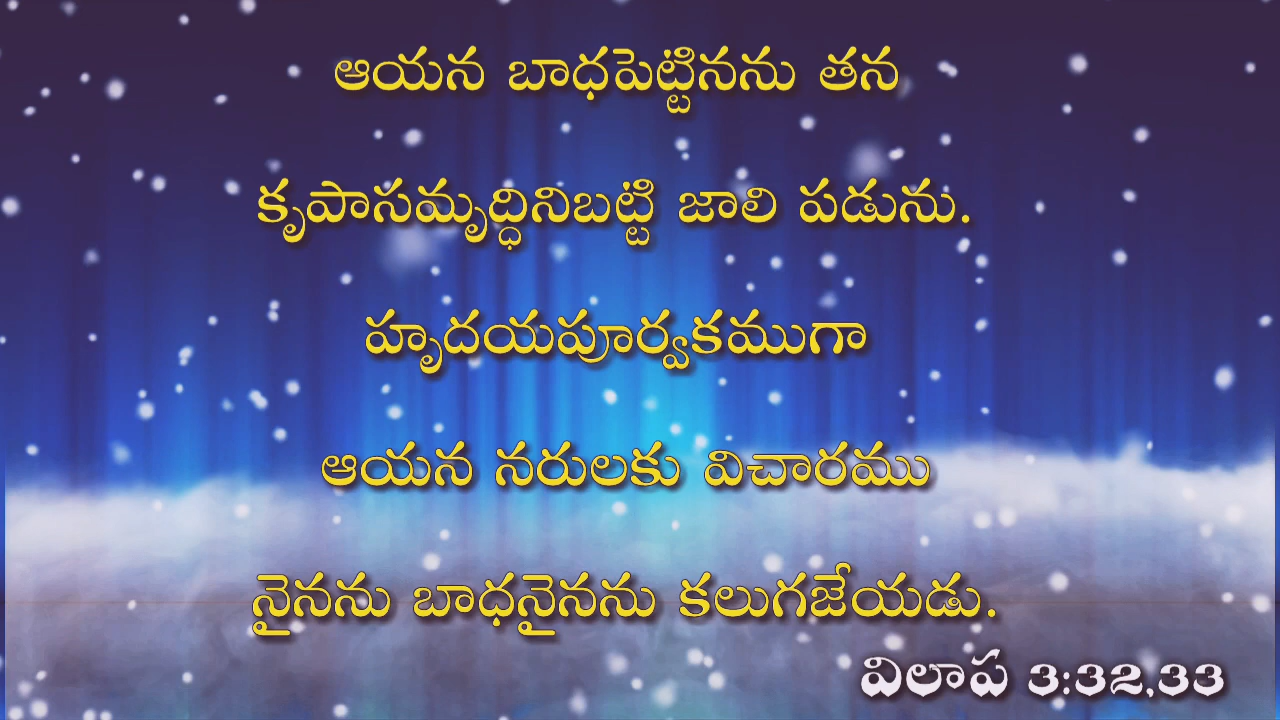 ఆయన బాధపెట్టినను తన
కృపాసమృద్ధినిబట్టి జాలి పడును.
హృదయపూర్వకముగా
ఆయన నరులకు విచారము
నైనను బాధనైనను కలుగజేయడు.
విలాప 3:32,33